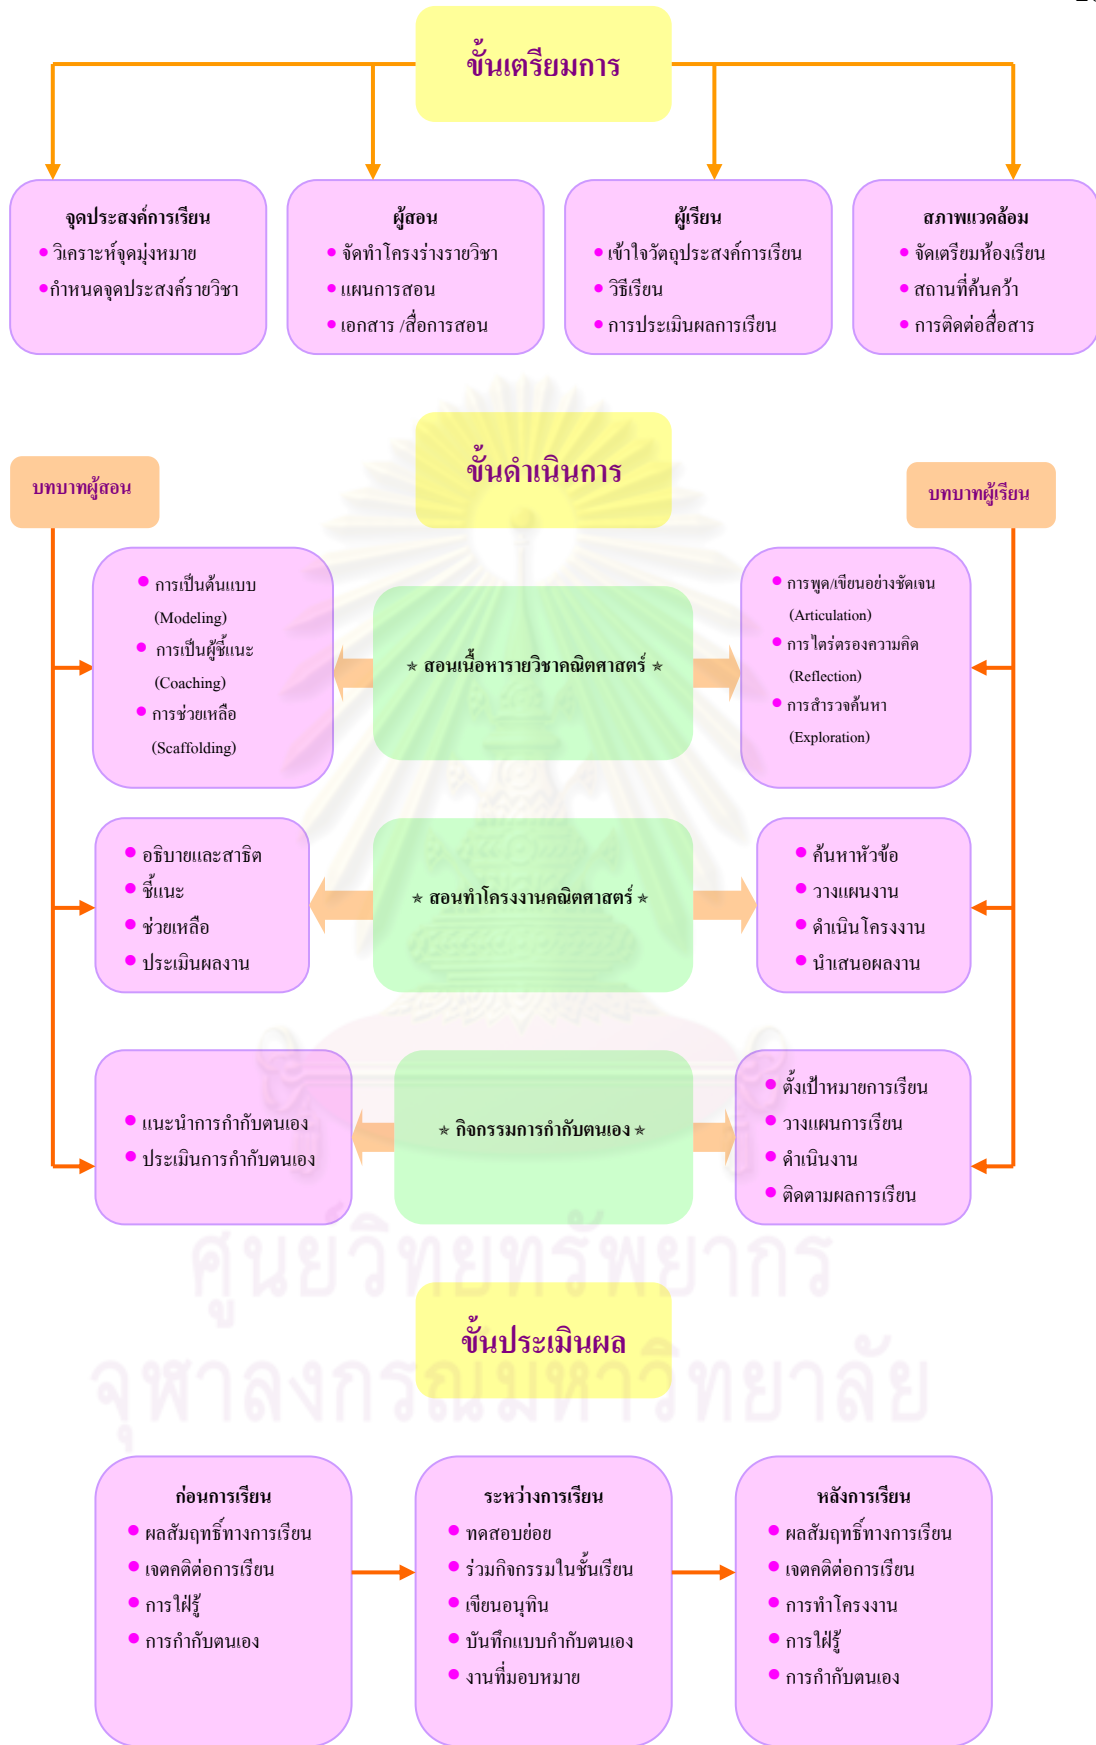 ขั้นเตรียมการ
จุดประสงค์การเรียน
• วิเคราะห์จุดมุ่งหมาย
• กำหนดจุดประสงค์รายวิชา
ผู้สอน
• จัดทำโครงร่างรายวิชา
• แผนการสอน
• เอกสาร /สื่อการสอน
ผู้เรียน
• เข้าใจวัตถุประสงค์การเรียน
• วิธีเรียน
• การประเมินผลการเรียน
สภาพแวดล้อม
• จัดเตรียมห้องเรียน
• สถานที่ค้นคว้า
• การติดต่อสื่อสาร
ขั้นดำเนินการ
บทบาทผู้สอน
บทบาทผู้เรียน
• การเป็นต้นแบบ
(Modeling)
• การเป็นผู้ชี้แนะ
(Coaching)
• การช่วยเหลือ
(Scaffolding)
* สอนเนื้อหารายวิชาคณิตศาสตร์ *
• การพูด/เขียนอย่างชัดเจน
(Articulation)
• การไตร่ตรองความคิด
(Reflection)
• การสำรวจค้นหา
(Exploration)
• อธิบายและสาธิต
• ชี้แนะ
• ช่วยเหลือ
• ประเมินผลงาน
* สอนทำโครงงานคณิตศาสตร์ *
• ค้นหาหัวข้อ
• วางแผนงาน
• ดำเนินโครงงาน
• นำเสนอผลงาน
• แนะนำการกำกับตนเอง
• ประเมินการกำกับตนเอง
* กิจกรรมการกำกับตนเอง *
• ตั้งเป้าหมายการเรียน
• วางแผนการเรียน
• ดำเนินงาน
• ติดตามผลการเรียน
ศูนย์วิทยทรัพยากร
ขั้นประเมินผล
จุฬาลงกรณ์มหาวิทยาลัย
ก่อนการเรียน
• ผลสัมฤทธิ์ทางการเรียน
• เจตคติต่อการเรียน
• การใฝ่รู้
• การกำกับตนเอง
ระหว่างการเรียน
• ทดสอบย่อย
• ร่วมกิจกรรมในชั้นเรียน
• เขียนอนุทิน
• บันทึกแบบกำกับตนเอง
• งานที่มอบหมาย
หลังการเรียน
• ผลสัมฤทธิ์ทางการเรียน
• เจตคติต่อการเรียน
• การทำโครงงาน
• การใฝ่รู้
• การกำกับตนเอง